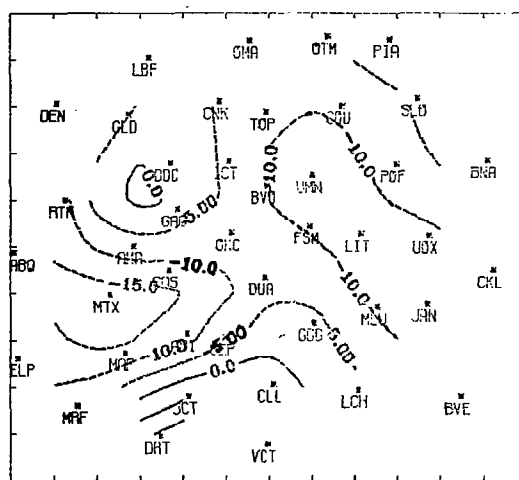 OMA
OTM
PIA
LBF
DEN
GLD
CNK
TOP
COU
SLO
-10.0
0.0
DDC
ICT
-10.0
UMN
POF
BNA
RTN
GAG
-5.00
BVO
AMA
OKC
FSM
LIT
UOX
ABQ
-10.0
CDS
DUA
-10.0
CKL
-15.0
MTX
MLU
JAN
-5.00
GGG
-5.00
ELP
MAF
-10.0
0.0
MRF
JCT
CLL
LCH
BVE
DRT
VCT